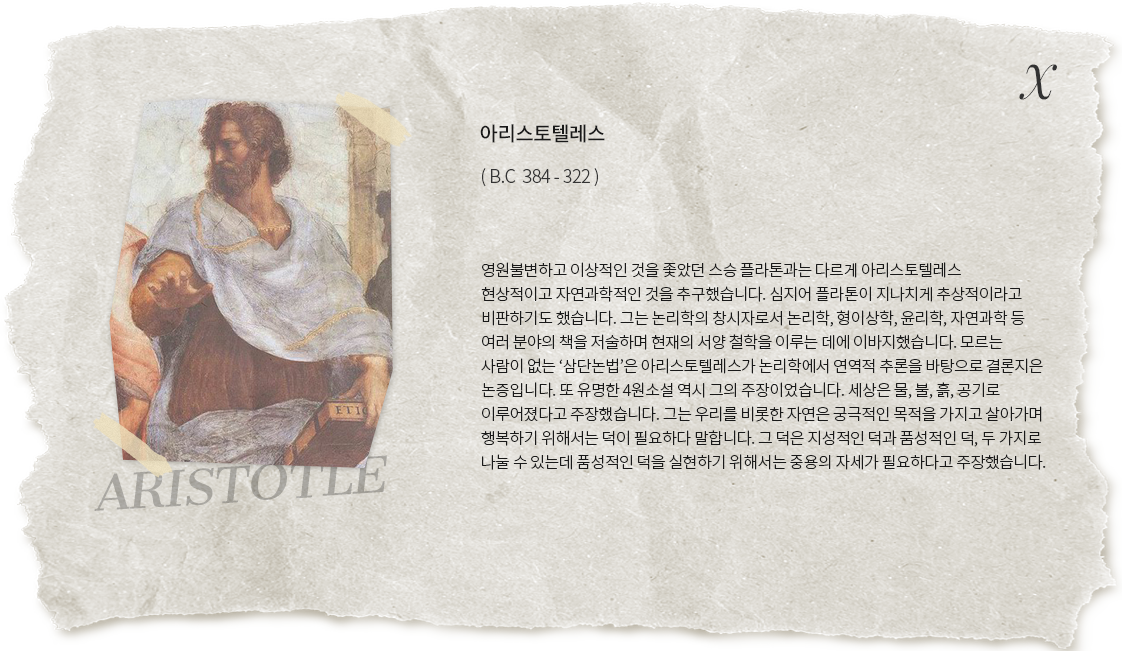 x
아리스토텔레스
( B.C 384 - 322 )
영원불변하고 이상적인 것을 좇았던 스승 플라톤과는 다르게 아리스토텔레스
현상적이고 자연과학적인 것을 추구했습니다. 심지어 플라톤이 지나치게 추상적이라고
비판하기도 했습니다. 그는 논리학의 창시자로서 논리학, 형이상학, 윤리학, 자연과학 등
여러 분야의 책을 저술하며 현재의 서양 철학을 이루는 데에 이바지했습니다. 모르는
사람이 없는 ‘삼단논법’은 아리스토텔레스가 논리학에서 연역적 추론을 바탕으로 결론지은
논증입니다. 또 유명한 4원소설 역시 그의 주장이었습니다. 세상은 물, 불, 흙, 공기로
이루어졌다고 주장했습니다. 그는 우리를 비롯한 자연은 궁극적인 목적을 가지고 살아가며
행복하기 위해서는 덕이 필요하다 말합니다. 그 덕은 지성적인 덕과 품성적인 덕, 두 가지로
나눌 수 있는데 품성적인 덕을 실현하기 위해서는 중용의 자세가 필요하다고 주장했습니다.
ETIC
ARISTOTLE